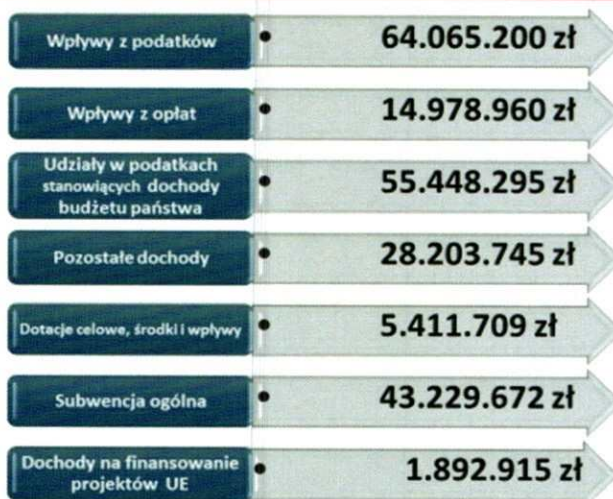 Wpływy z podatków • 64.065.200 zł
Wpływy z opłat • 14.978.960 zł
Udziały w podatkach
stanowiących dochody
budżetu państwa • 55.448.295 zł
Pozostałe dochody • 28.203.745 zł
Dotacje celowe, środki i wpływy • 5.411.709 zł
Subwencja ogólna • 43.229.672 zł
Dochody na finansowanie
projektów UE • 1.892.915 zł